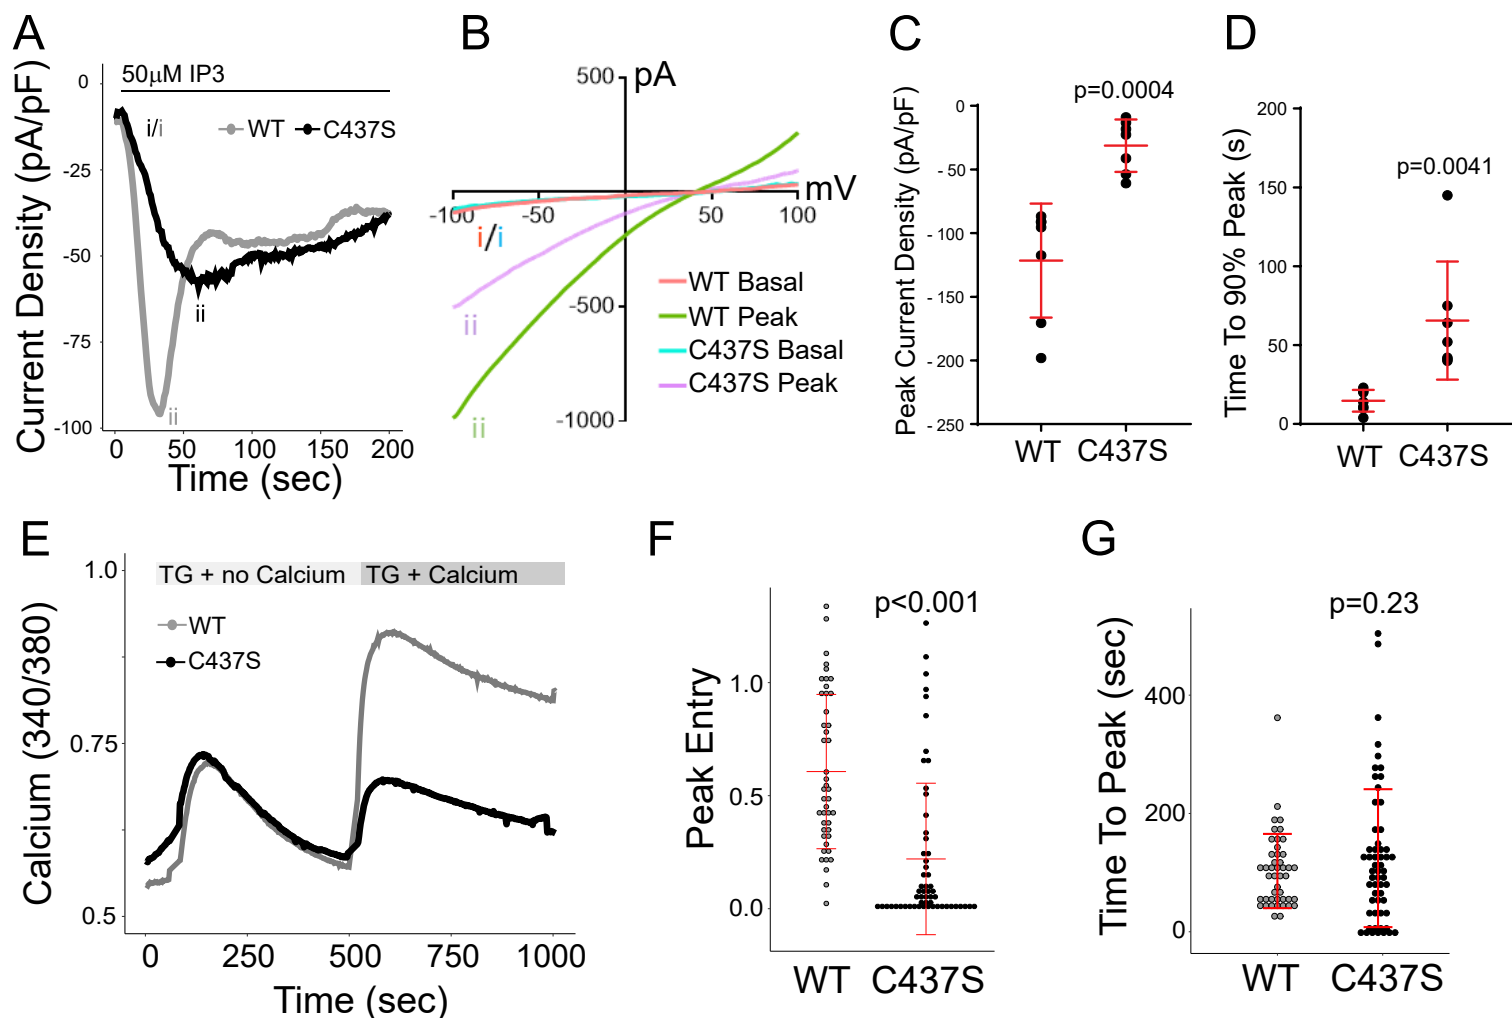 A
50μM IP3
i/i
WT
C437S
ii
ii
0
-25
-50
-75
-100
Current Density (pA/pF)
0 50 100 150 200
Time (sec)
B
pA
500
mV
-100 -50 50 100
i/i
-500
ii
-1000
ii
WT Basal
WT Peak
C437S Basal
C437S Peak
C
p=0.0004
0
-50
-100
-150
-200
-250
Peak Current Density (pA/pF)
WT C437S
D
p=0.0041
200
150
100
50
0
Time To 90% Peak (s)
WT C437S
E
TG + no Calcium TG + Calcium
WT
C437S
1.0
0.75
0.5
Calcium (340/380)
0 250 500 750 1000
Time (sec)
F
p<0.001
1.0
0.5
0.0
Peak Entry
WT C437S
G
p=0.23
400
200
0
Time To Peak (sec)
WT C437S